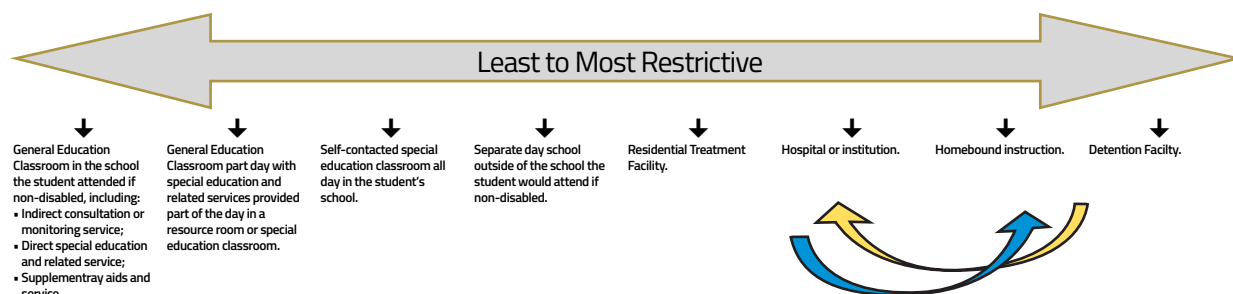 Least to Most Restrictive
General Education
Classroom in the school
the student attended if
non-disabled, including:
• Indirect consultation or
monitoring service;
• Direct special education
and related service;
• Supplementray aids and
service
General Education
Classroom part day with
special education and
related services provided
part of the day in a
resource room or special
education classroom.
Self-contacted special
education classroom all
day in the student's
school.
Separate day school
outside of the school the
student would attend if
non-disabled.
Residential Treatment
Facility.
Hospital or institution.
Homebound instruction.
Detention Facilty.